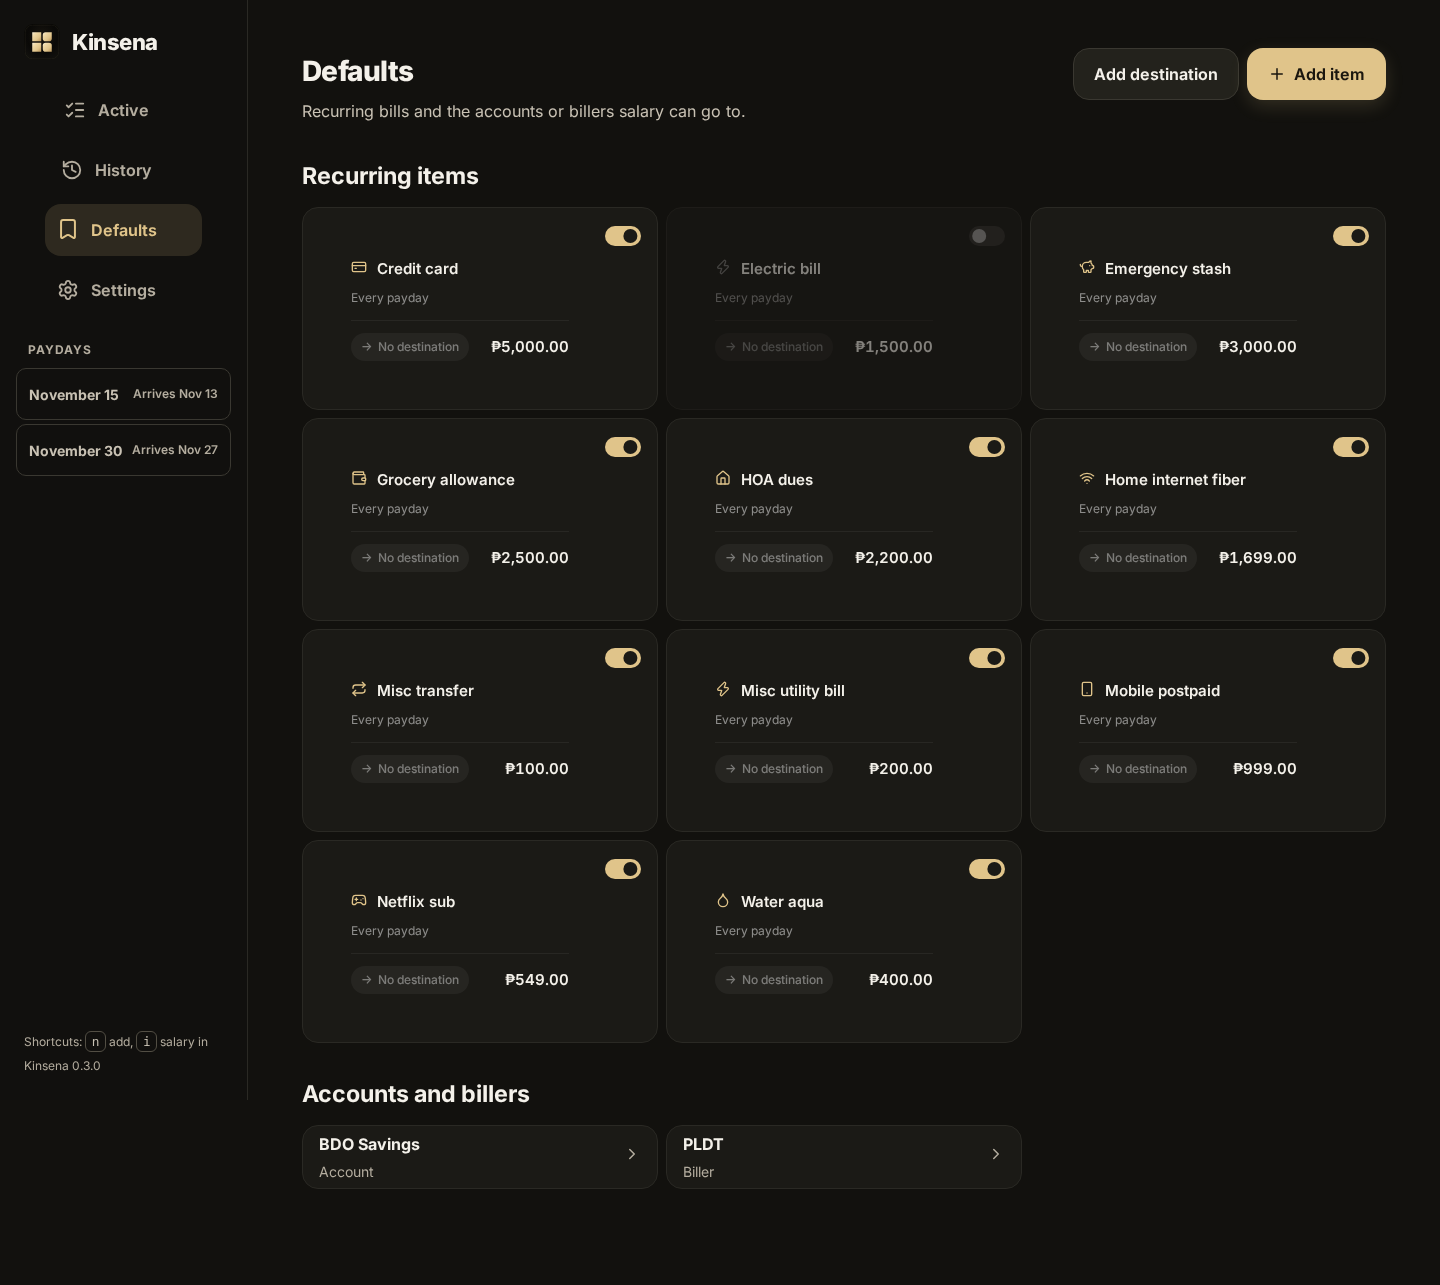 Kinsena
Active
History
Defaults
Settings
PAYDAYS
November 15 Arrives Nov 13
November 30 Arrives Nov 27
Shortcuts: n add, i salary in
Kinsena 0.3.0
Defaults
Recurring bills and the accounts or billers salary can go to.
Add destination
Add item
Recurring items
Credit card
Every payday
→ No destination ₱5,000.00
Electric bill
Every payday
→ No destination ₱1,500.00
Emergency stash
Every payday
→ No destination ₱3,000.00
Grocery allowance
Every payday
→ No destination ₱2,500.00
HOA dues
Every payday
→ No destination ₱2,200.00
Home internet fiber
Every payday
→ No destination ₱1,699.00
Misc transfer
Every payday
→ No destination ₱100.00
Misc utility bill
Every payday
→ No destination ₱200.00
Mobile postpaid
Every payday
→ No destination ₱999.00
Netflix sub
Every payday
→ No destination ₱549.00
Water aqua
Every payday
→ No destination ₱400.00
Accounts and billers
BDO Savings
Account
PLDT
Biller